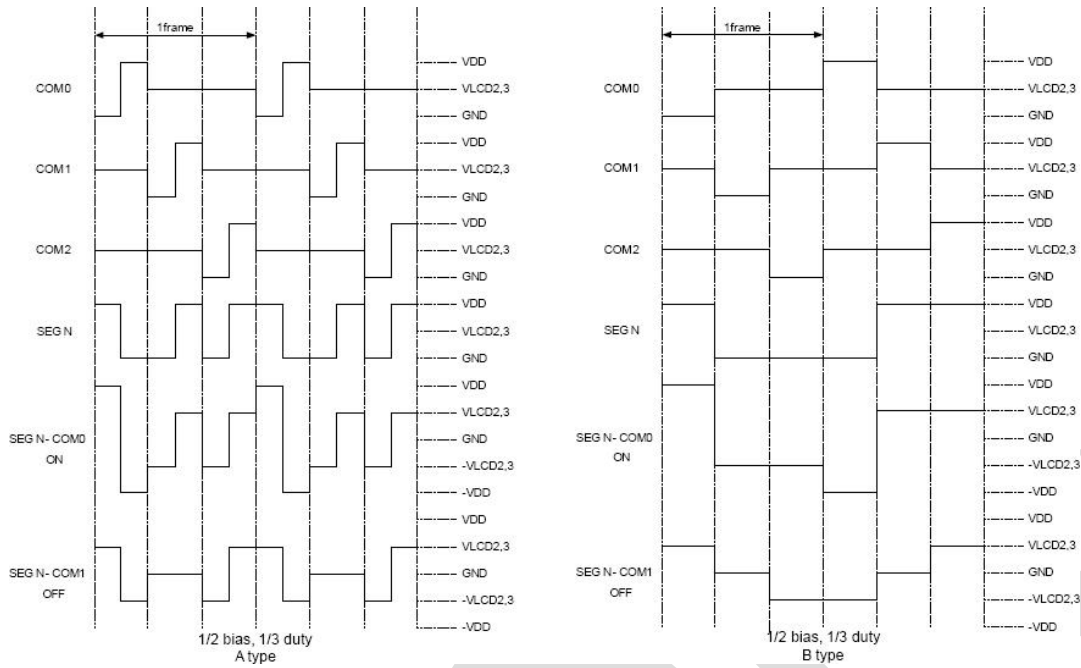 1frame
COM0
VDD
VLCD2,3
GND
COM1
VDD
VLCD2,3
GND
COM2
VDD
VLCD2,3
GND
SEG N
VDD
VLCD2,3
GND
SEG N- COM0
ON
VDD
VLCD2,3
GND
-VLCD2,3
-VDD
SEG N- COM1
OFF
VDD
VLCD2,3
GND
-VLCD2,3
-VDD
1/2 bias, 1/3 duty
A type
1frame
COM0
VDD
VLCD2,3
GND
COM1
VDD
VLCD2,3
GND
COM2
VDD
VLCD2,3
GND
SEG N
VDD
VLCD2,3
GND
SEG N- COM0
ON
VDD
VLCD2,3
GND
-VLCD2,3
-VDD
SEG N- COM1
OFF
VDD
VLCD2,3
GND
-VLCD2,3
-VDD
1/2 bias, 1/3 duty
B type